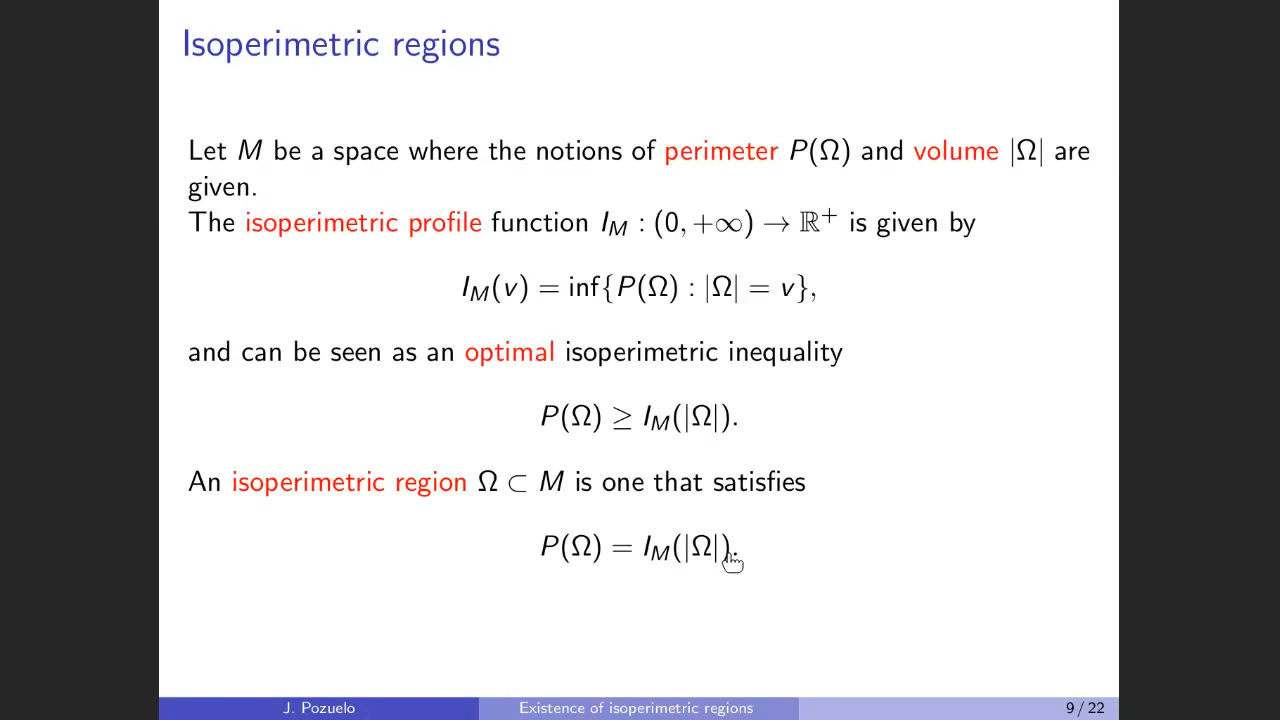 Isoperimetric regions
Let M be a space where the notions of perimeter P(Ω) and volume |Ω| are
given.
The isoperimetric profile function I_M : (0, +∞) → ℝ⁺ is given by
I_M(v) = inf{P(Ω) : |Ω| = v},
and can be seen as an optimal isoperimetric inequality
P(Ω) ≥ I_M(|Ω|).
An isoperimetric region Ω ⊂ M is one that satisfies
P(Ω) = I_M(|Ω|).
J. Pozuelo
Existence of isoperimetric regions
9 / 22